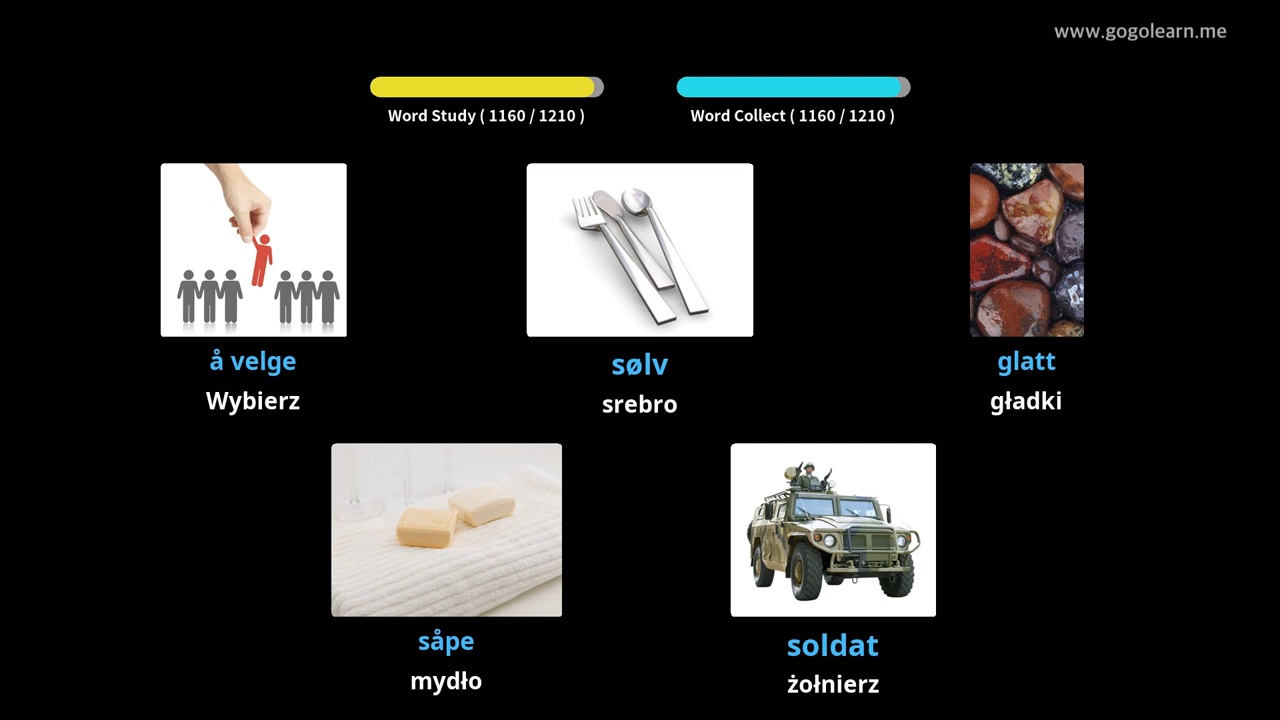 www.gogolearn.me
Word Study ( 1160 / 1210 )
Word Collect ( 1160 / 1210 )
å velge
Wybierz
sølv
srebro
glatt
gładki
såpe
mydło
soldat
żołnierz